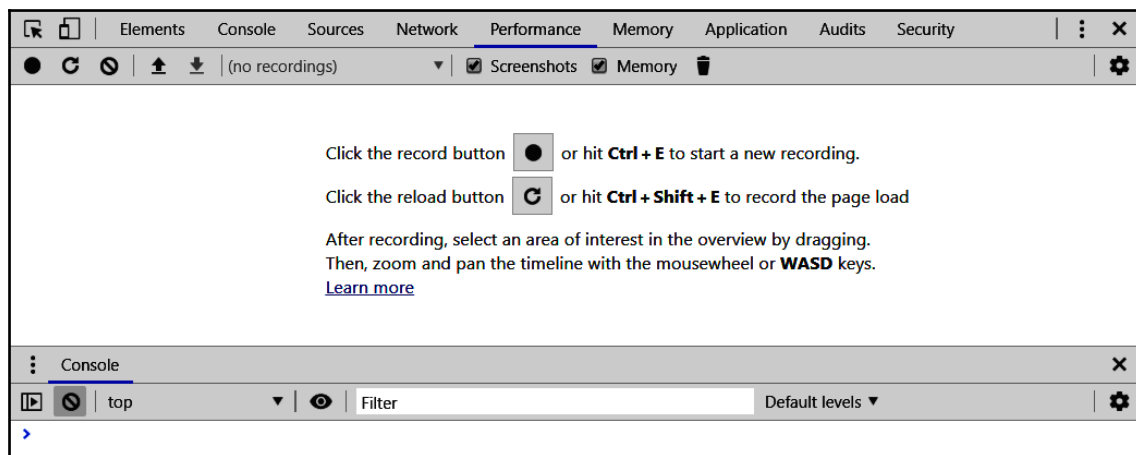 Elements Console Sources Network Performance Memory Application Audits Security
(no recordings) Screenshots Memory
Click the record button or hit Ctrl + E to start a new recording.
Click the reload button or hit Ctrl + Shift + E to record the page load
After recording, select an area of interest in the overview by dragging.
Then, zoom and pan the timeline with the mousewheel or WASD keys.
Learn more
Console
top Filter Default levels